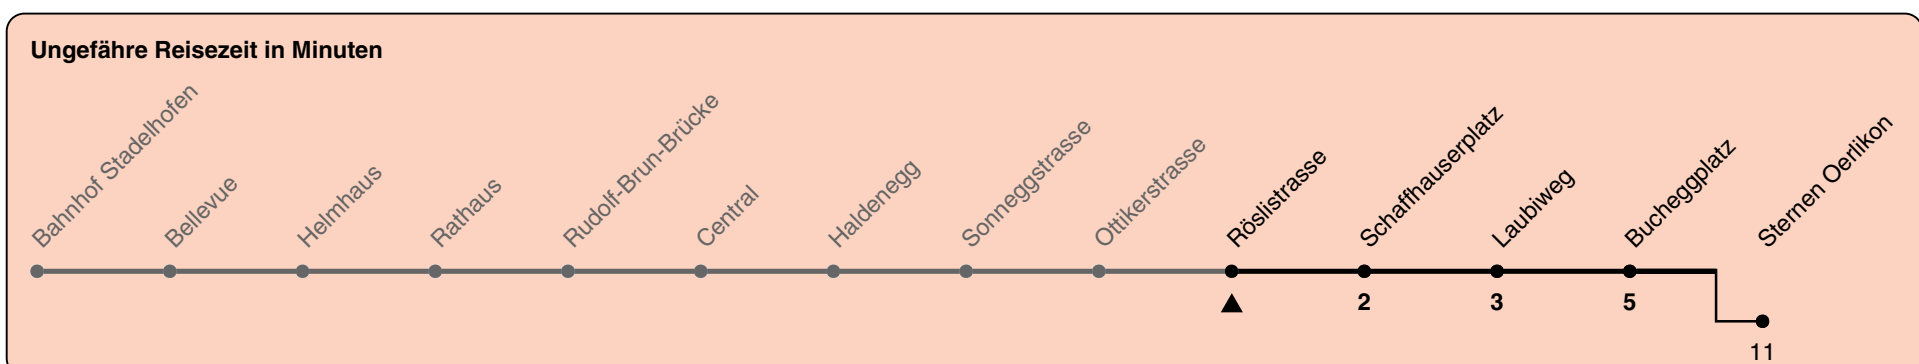 Ungefähre Reisezeit in Minuten
Bahnhof Stadelhofen
Bellevue
Helmhaus
Rathaus
Rudolf-Brun-Brücke
Central
Haldenegg
Sonneggstrasse
Ottikerstrasse
Röslistrasse
Schaffhauserplatz
Laubiweg
Bucheggplatz
Sternen Oerlikon
2
3
5
11